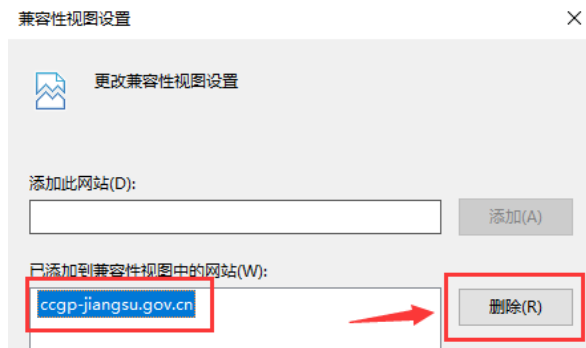 兼容性视图设置
更改兼容性视图设置
添加此网站(D):
添加(A)
已添加到兼容性视图中的网站(W):
ccgp-jiangsu.gov.cn
删除(R)